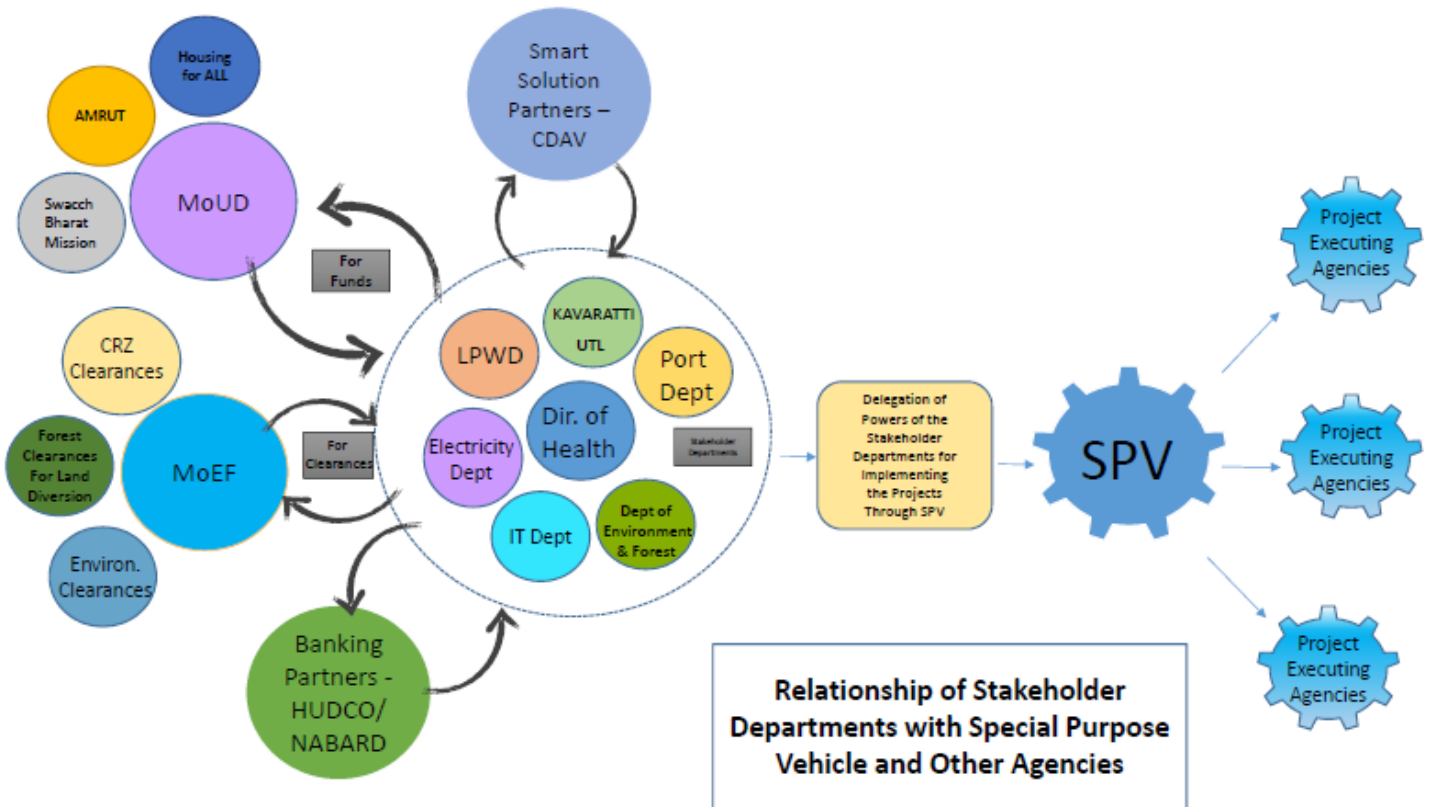 Housing
for ALL
AMRUT
Swacch
Bharat
Mission
MoUD
For
Funds
Smart
Solution
Partners –
CDAV
CRZ
Clearances
Forest
Clearances
For Land
Diversion
MoEF
Environ.
Clearances
For
Clearances
KAVARATTI
UTL
LPWD
Port
Dept
Dir. of
Health
Electricity
Dept
Stakeholder
Departments
IT Dept
Dept of
Environment
& Forest
Banking
Partners -
HUDCO/
NABARD
Delegation of
Powers of the
Stakeholder
Departments for
Implementing
the Projects
Through SPV
SPV
Project
Executing
Agencies
Project
Executing
Agencies
Project
Executing
Agencies
Relationship of Stakeholder
Departments with Special Purpose
Vehicle and Other Agencies